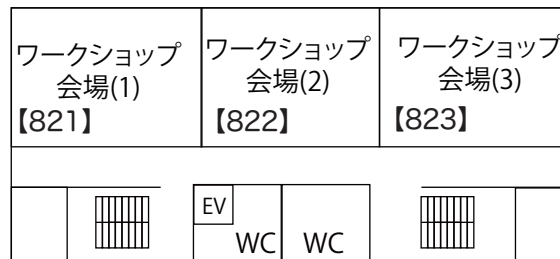 ワークショップ
会場(1)
【821】
ワークショップ
会場(2)
【822】
ワークショップ
会場(3)
【823】
EV
WC
WC